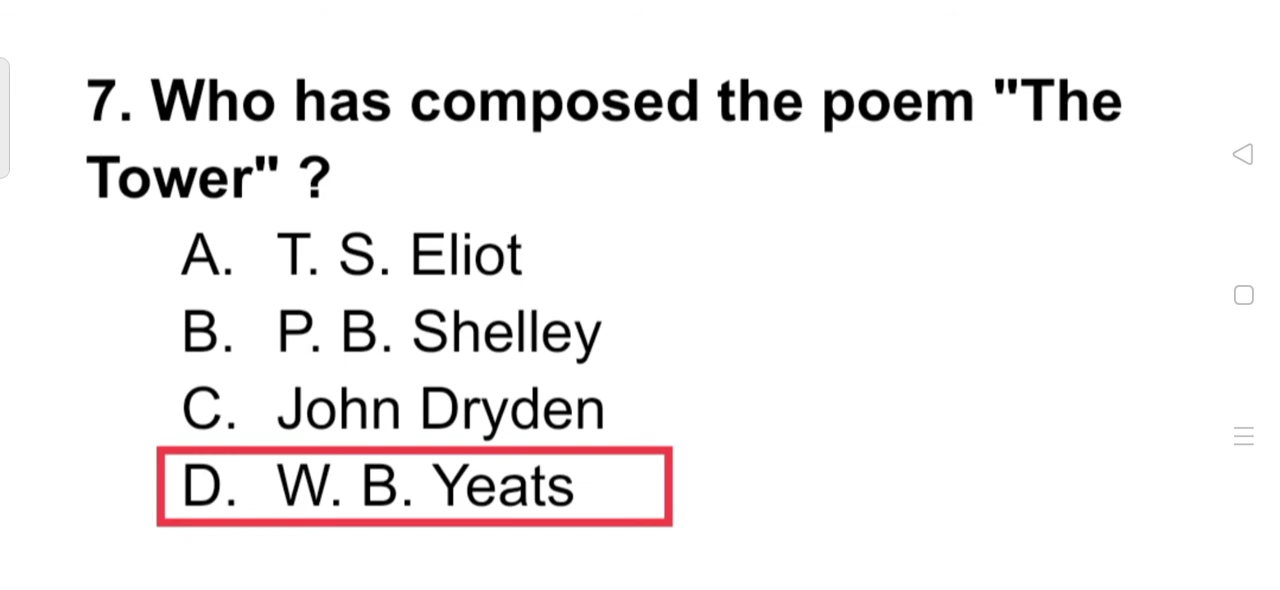 7. Who has composed the poem "The
Tower" ?
A. T. S. Eliot
B. P. B. Shelley
C. John Dryden
D. W. B. Yeats